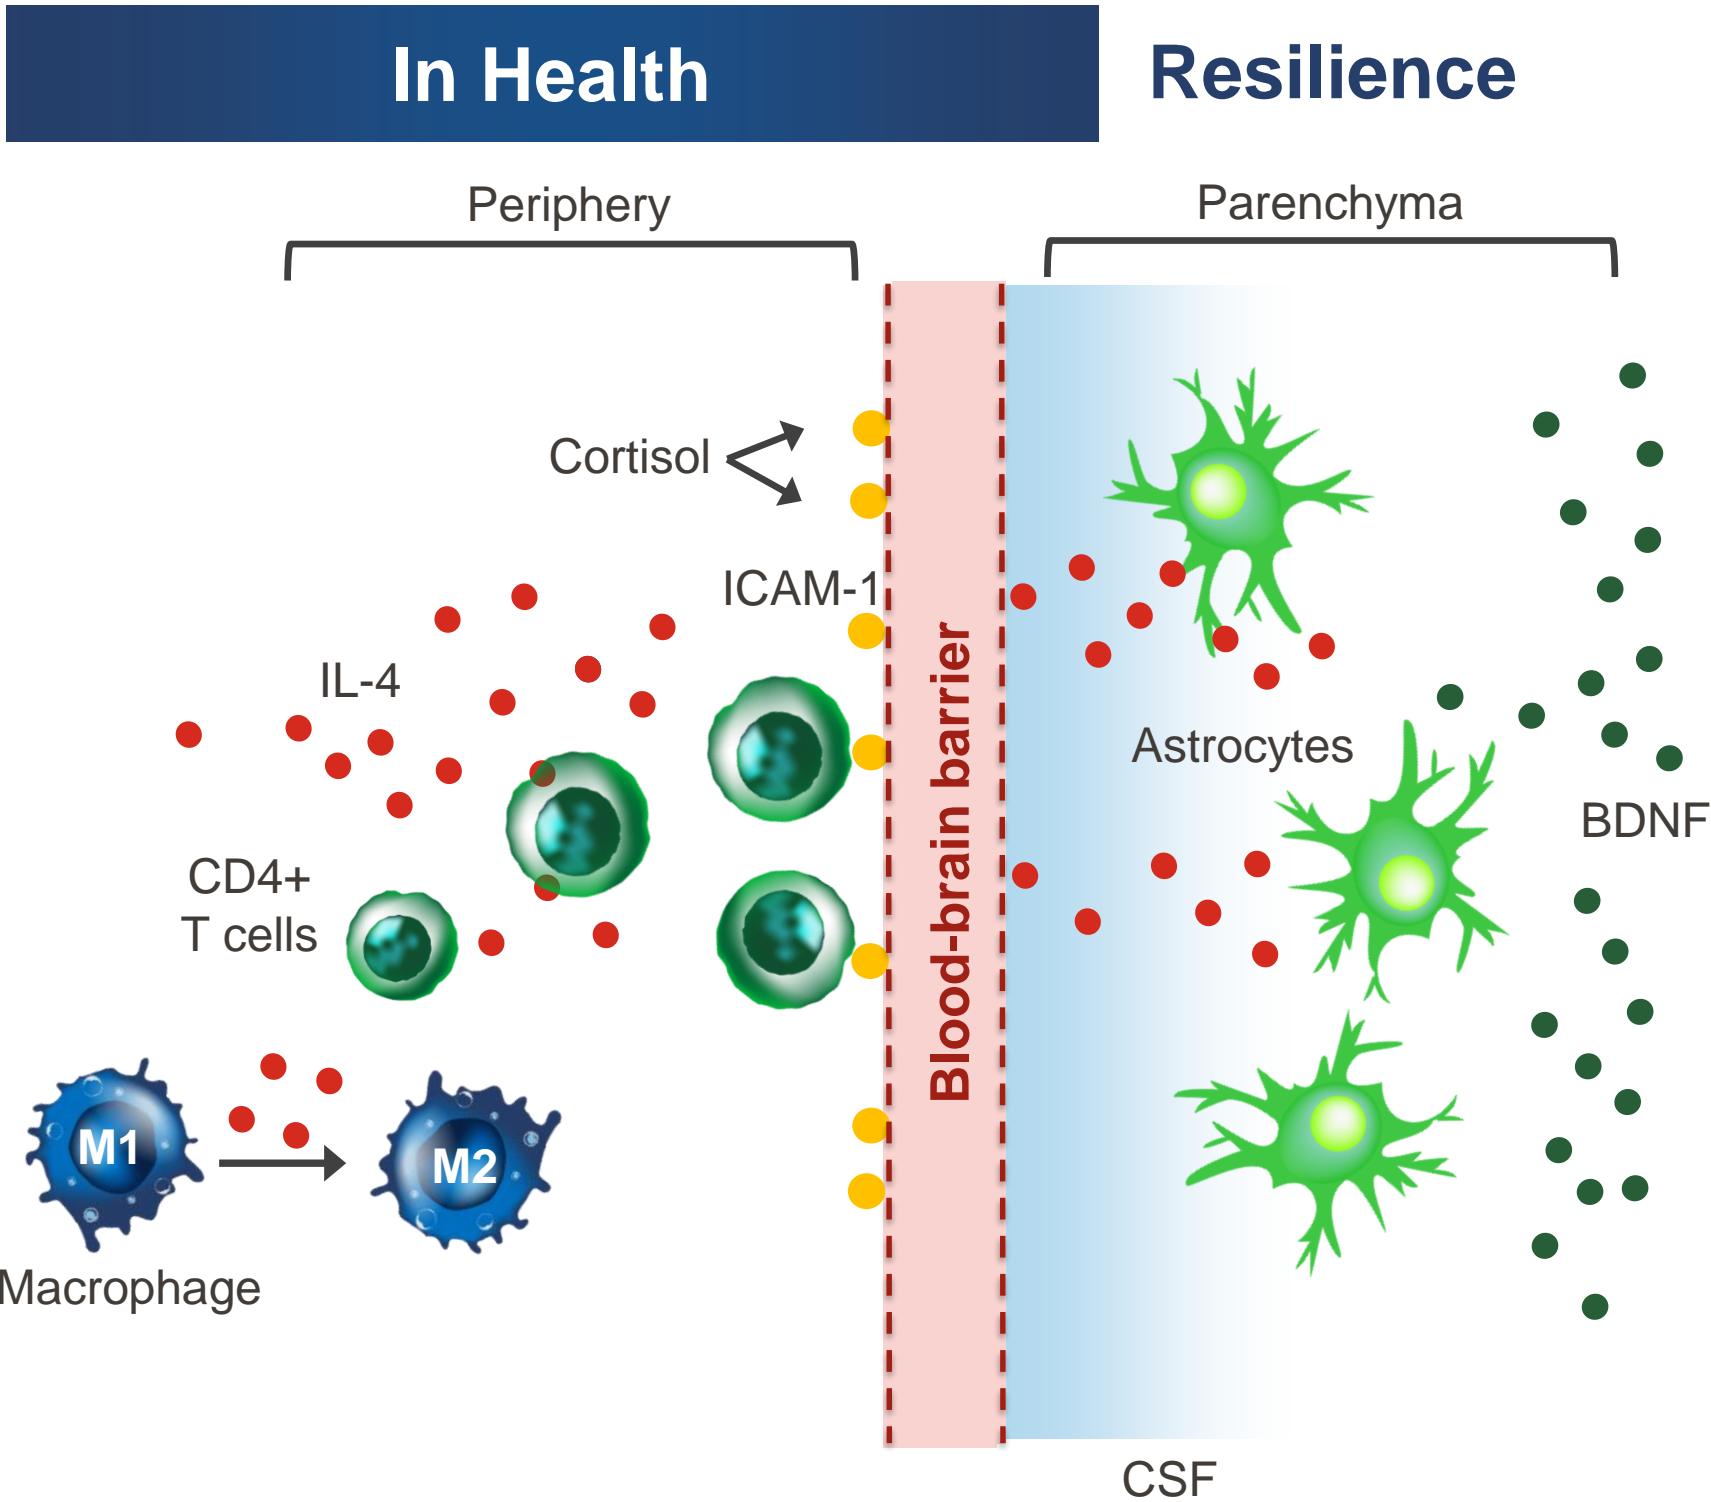 In Health
Resilience
Periphery
Parenchyma
Cortisol
ICAM-1
IL-4
Astrocytes
BDNF
CD4+
T cells
Blood-brain barrier
M1
M2
Macrophage
CSF